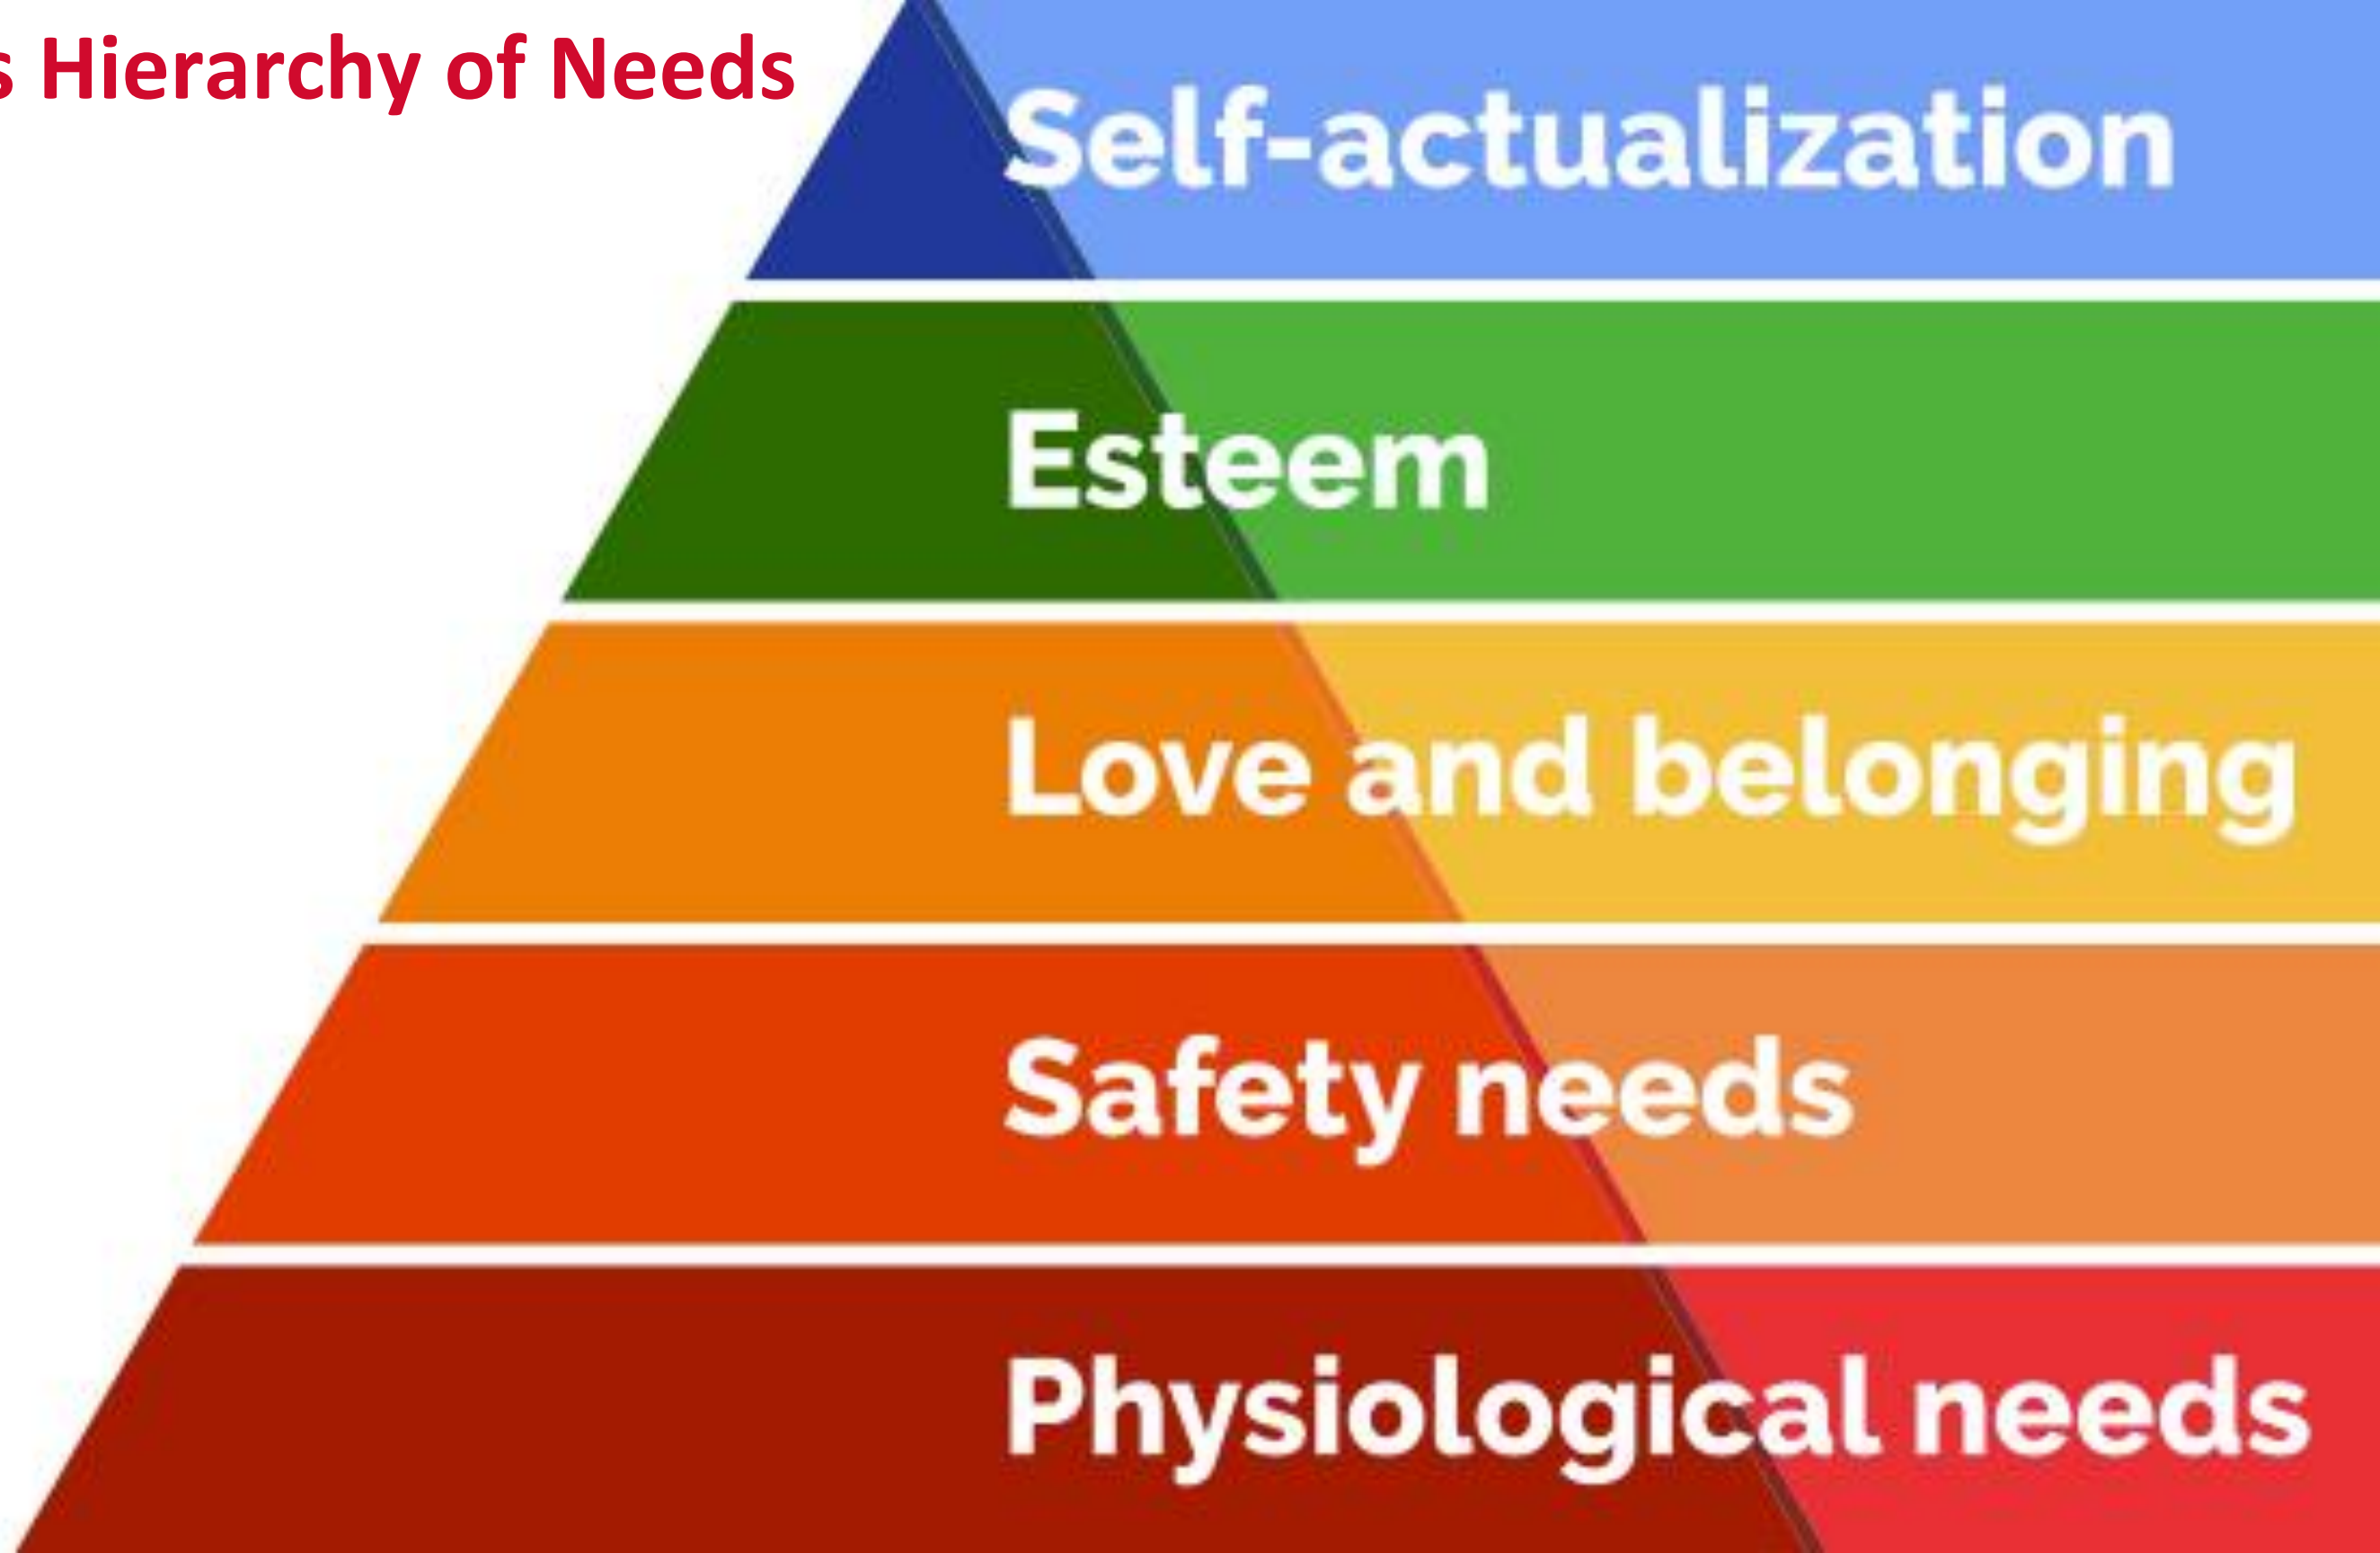 s Hierarchy of Needs
Self-actualization
Esteem
Love and belonging
Safety needs
Physiological needs